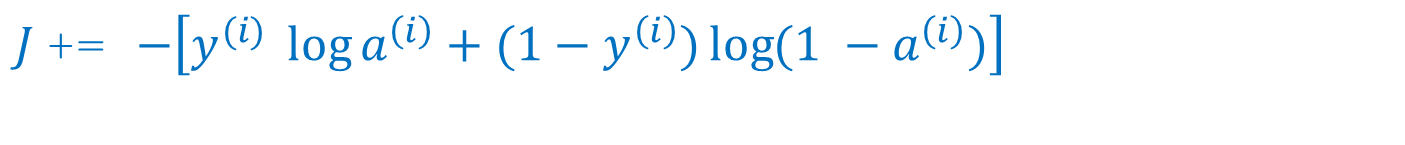 J += −[y⁽ⁱ⁾ log a⁽ⁱ⁾ + (1 − y⁽ⁱ⁾) log(1 − a⁽ⁱ⁾)]